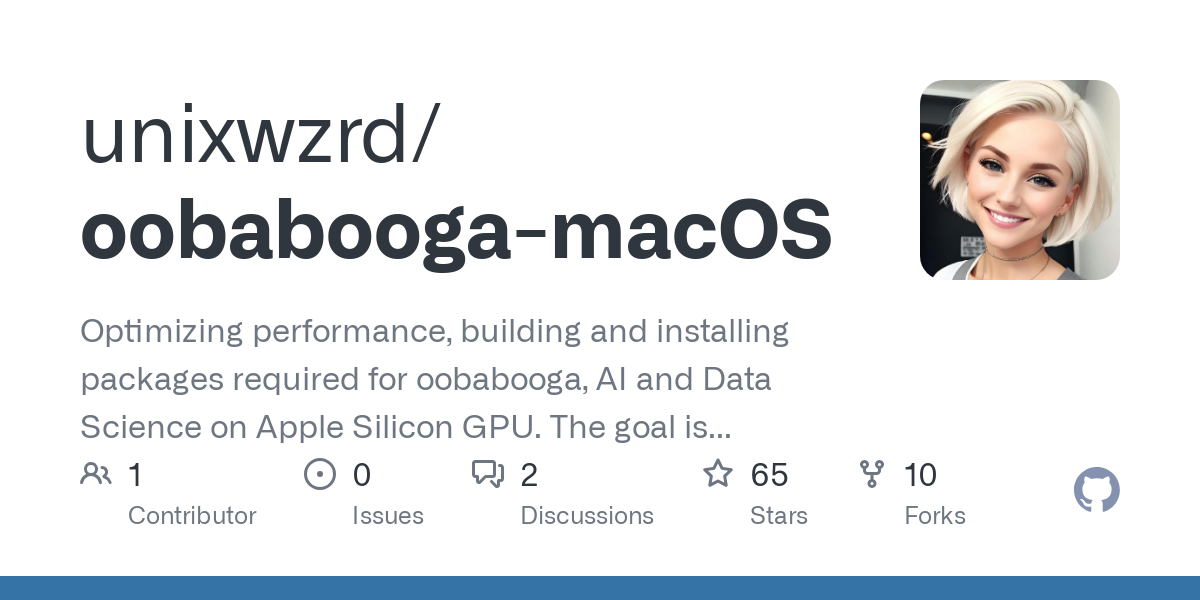 unixwzrd/
oobabooga-macOS
Optimizing performance, building and installing
packages required for oobabooga, AI and Data
Science on Apple Silicon GPU. The goal is...
1
Contributor
0
Issues
2
Discussions
65
Stars
10
Forks